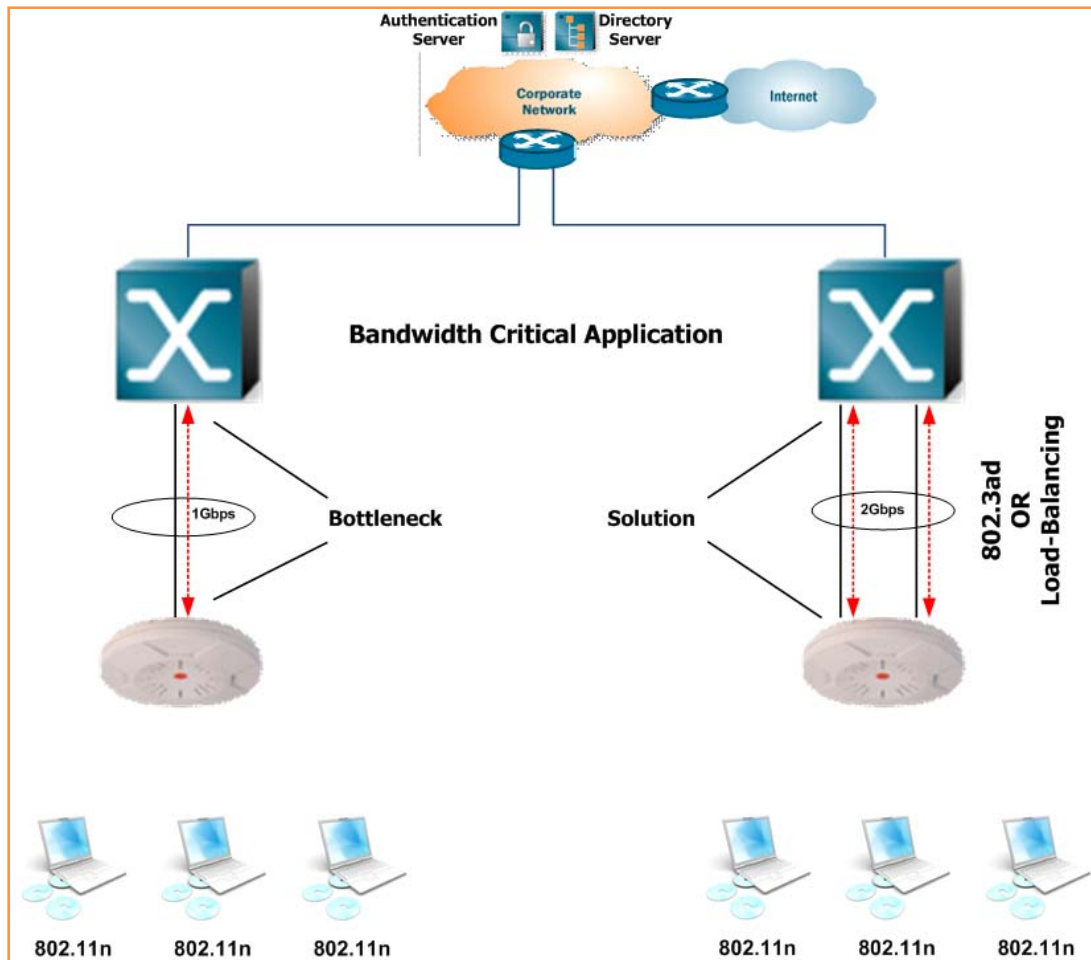 Authentication
Server
Directory
Server
Corporate
Network
Internet
Bandwidth Critical Application
1Gbps
Bottleneck
Solution
2Gbps
802.3ad
OR
Load-Balancing
802.11n
802.11n
802.11n
802.11n
802.11n
802.11n